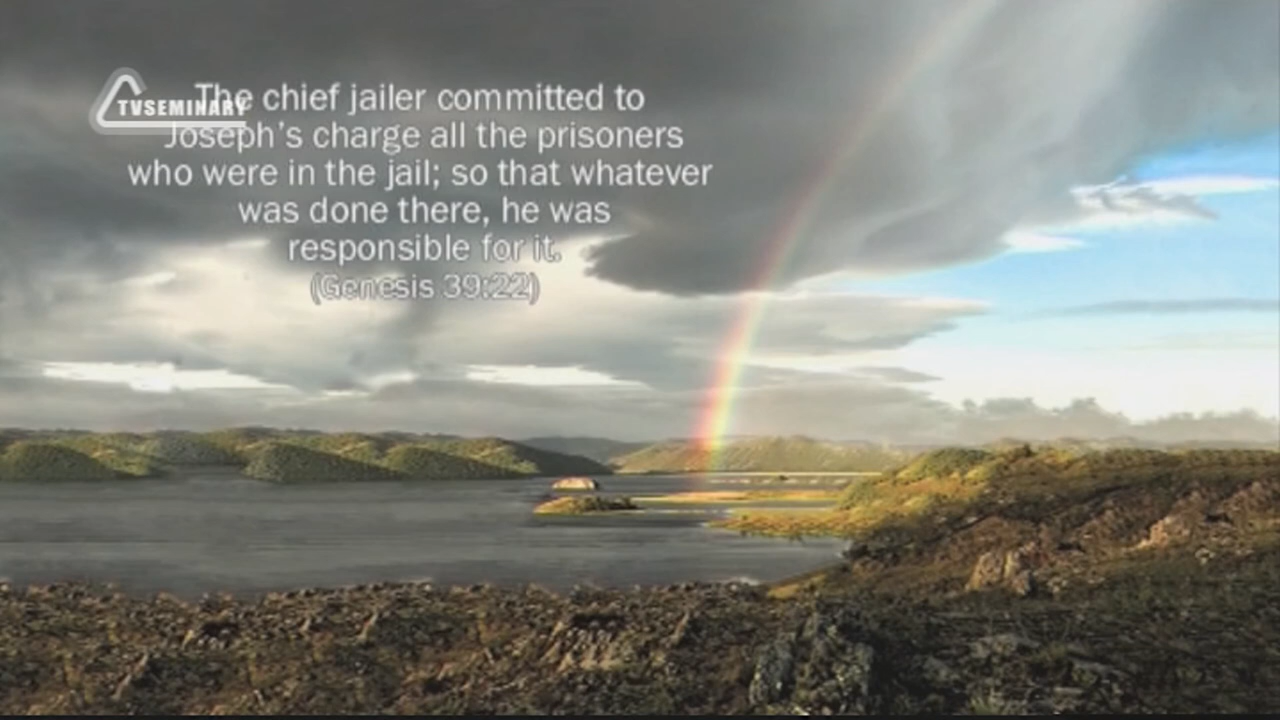 TVSEMINARY
The chief jailer committed to
Joseph's charge all the prisoners
who were in the jail; so that whatever
was done there, he was
responsible for it.
(Genesis 39:22)